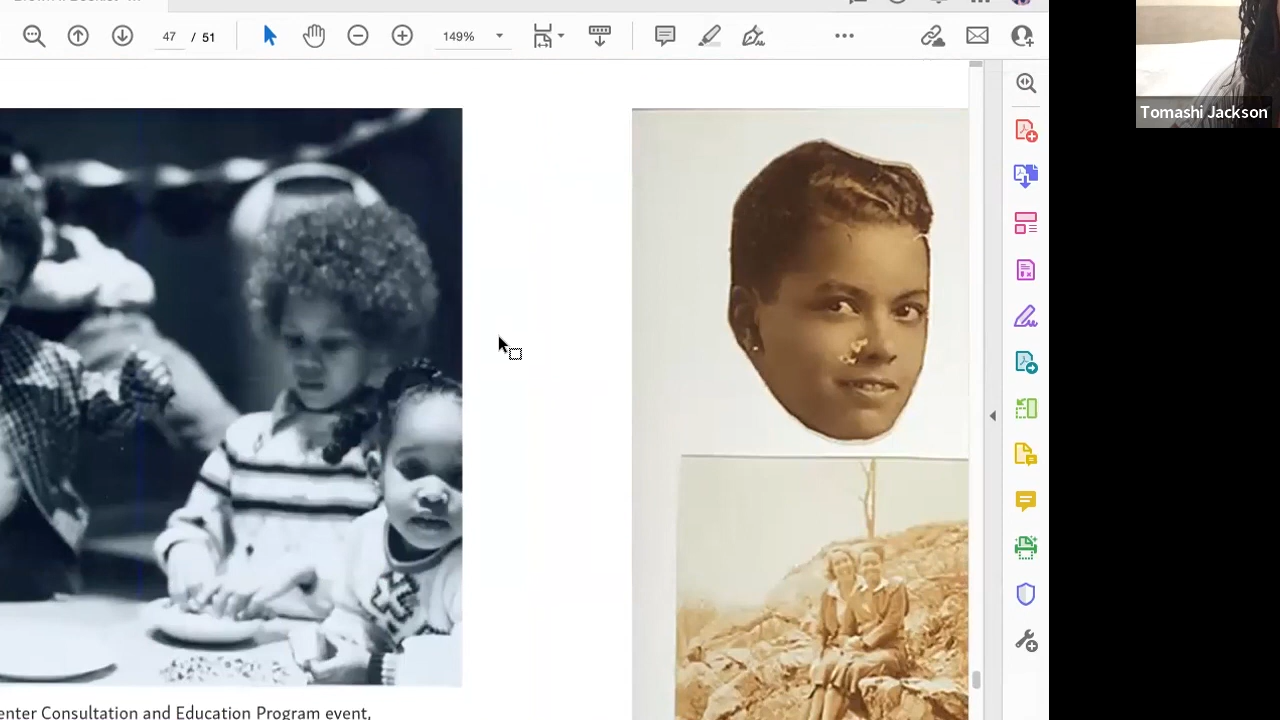 47 / 51
149%
Tomashi Jackson
enter Consultation and Education Program event,